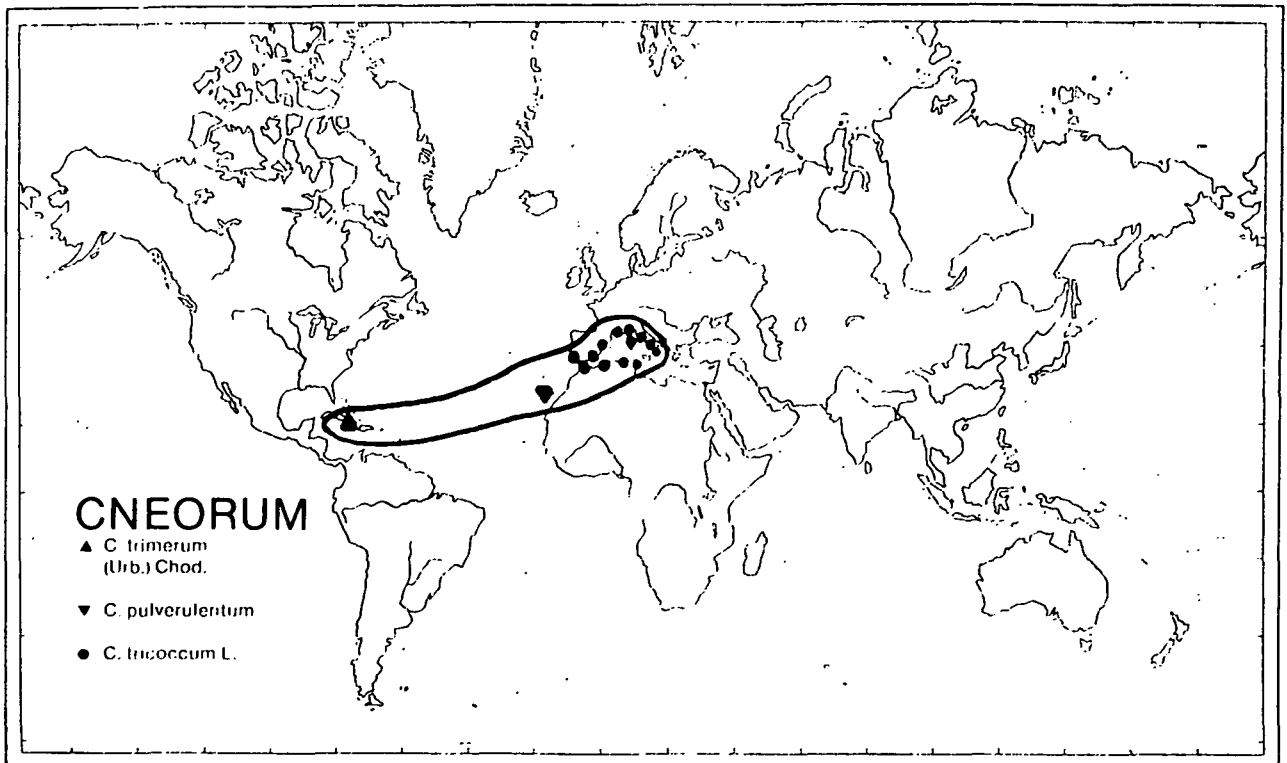 CNEORUM
▲ C. trimerum
(Urb.) Chod.
▼ C. pulverulentum
● C. tricoccum L.